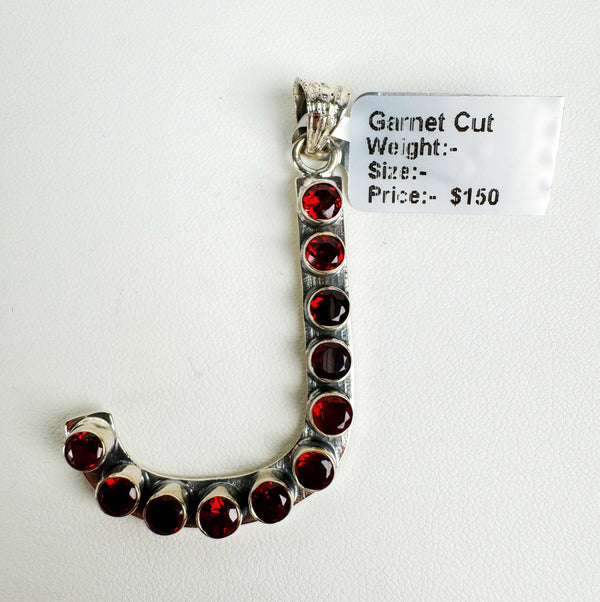 Garnet Cut
Weight:-
Size:-
Price:- $150